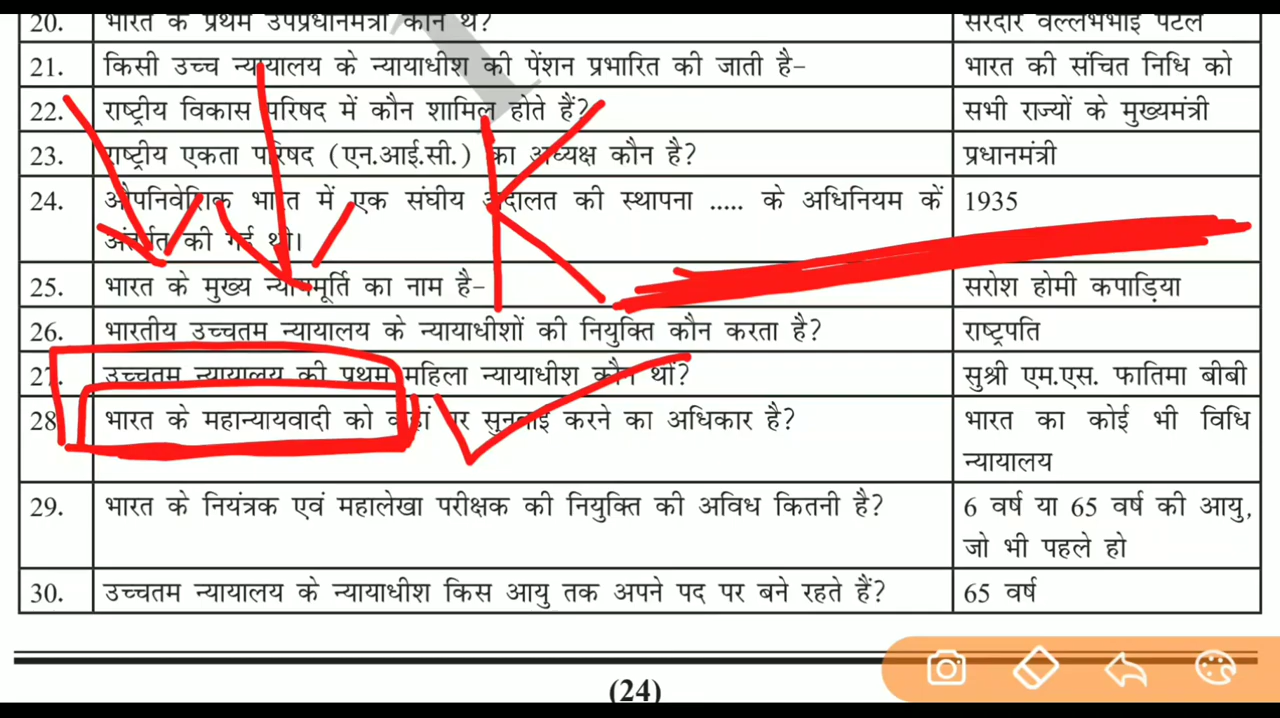 20. भारत के प्रथम उपप्रधानमंत्री कौन थे? सरदार वल्लभभाई पटेल
21. किसी उच्च न्यायालय के न्यायाधीश की पेंशन प्रभारित की जाती है- भारत की संचित निधि को
22. राष्ट्रीय विकास परिषद में कौन शामिल होते हैं? सभी राज्यों के मुख्यमंत्री
23. राष्ट्रीय एकता परिषद (एन.आई.सी.) का अध्यक्ष कौन है? प्रधानमंत्री
24. औपनिवेशिक भारत में एक संघीय अदालत की स्थापना ..... के अधिनियम कें 1935
अंतर्गत की गई थी।
25. भारत के मुख्य न्यायमूर्ति का नाम है- सरोश होमी कपाड़िया
26. भारतीय उच्चतम न्यायालय के न्यायाधीशों की नियुक्ति कौन करता है? राष्ट्रपति
27. उच्चतम न्यायालय की प्रथम महिला न्यायाधीश कौन थीं? सुश्री एम.एस. फातिमा बीबी
28. भारत के महान्यायवादी को कहां पर सुनवाई करने का अधिकार है? भारत का कोई भी विधि
न्यायालय
29. भारत के नियंत्रक एवं महालेखा परीक्षक की नियुक्ति की अवधि कितनी है? 6 वर्ष या 65 वर्ष की आयु,
जो भी पहले हो
30. उच्चतम न्यायालय के न्यायाधीश किस आयु तक अपने पद पर बने रहते हैं? 65 वर्ष
(24)